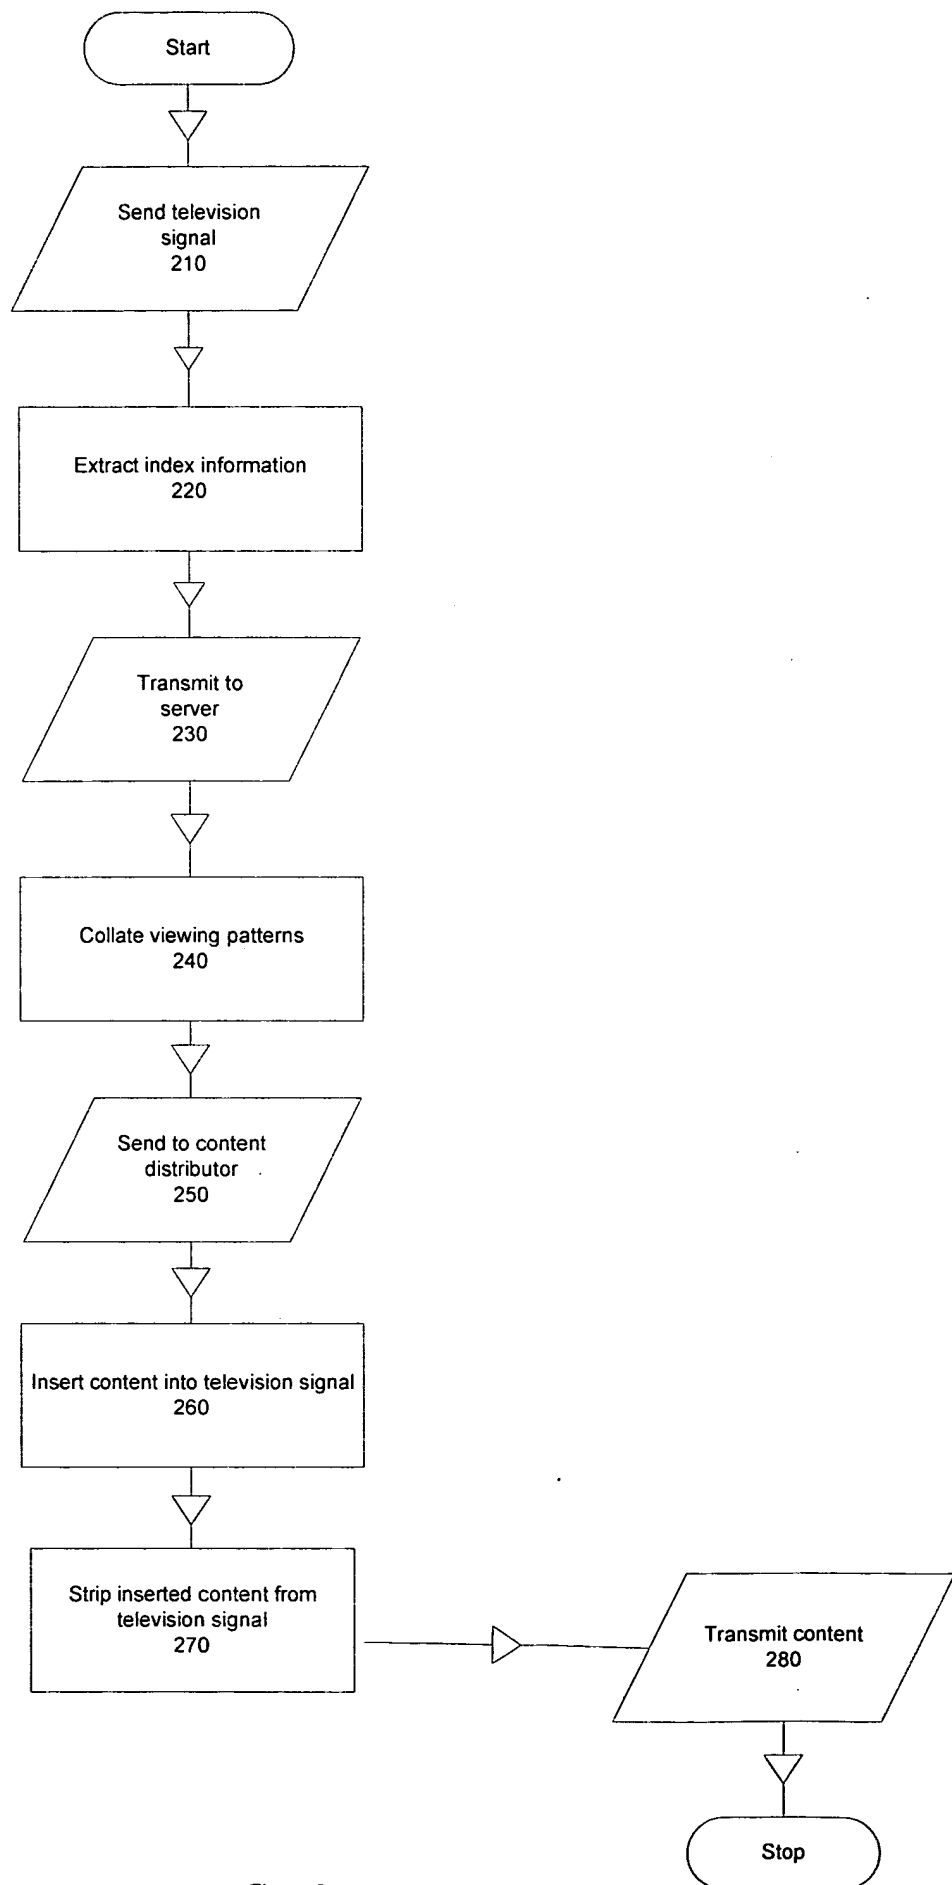 Start
Send television
signal
210
Extract index information
220
Transmit to
server
230
Collate viewing patterns
240
Send to content
distributor
250
Insert content into television signal
260
Strip inserted content from
television signal
270
Transmit content
280
Stop